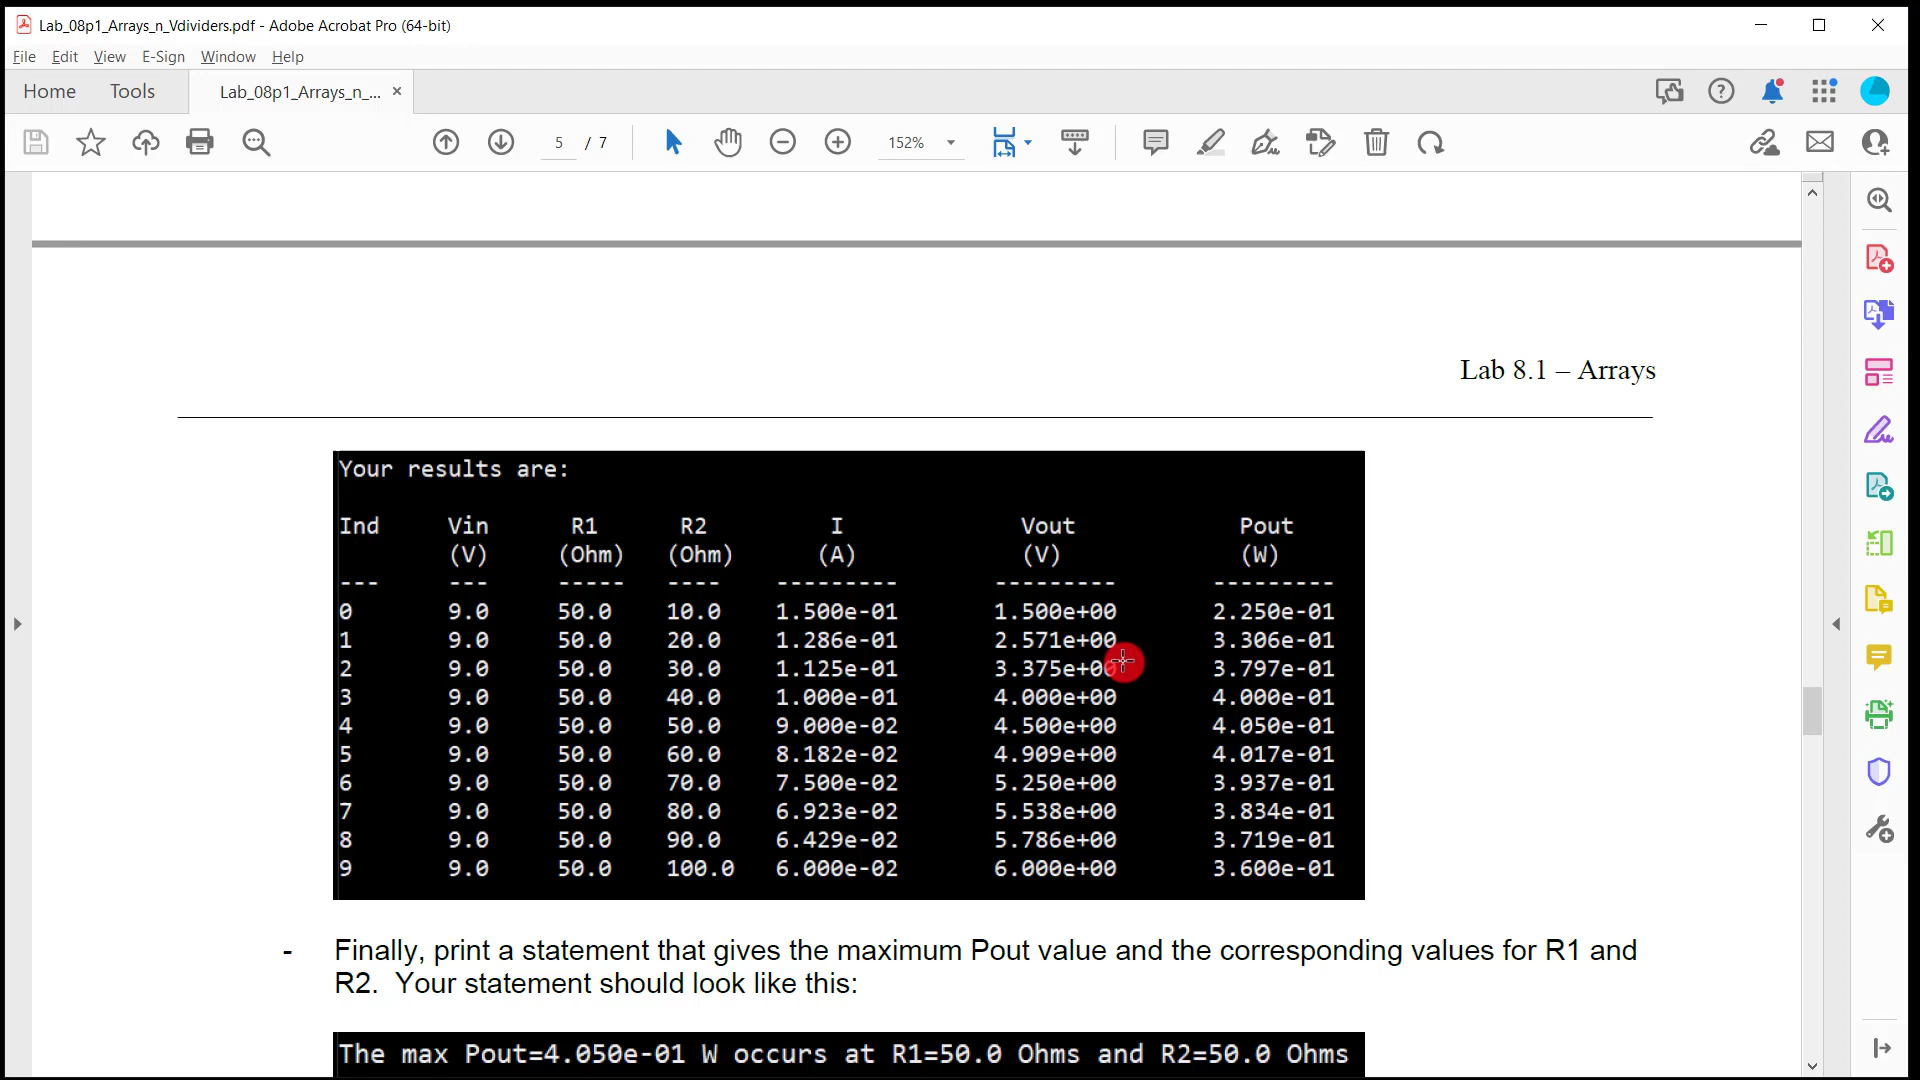 Lab_08p1_Arrays_n_Vdividers.pdf - Adobe Acrobat Pro (64-bit)
File Edit View E-Sign Window Help
Home Tools Lab_08p1_Arrays_n_... ×
5 / 7 152%
Lab 8.1 – Arrays
Your results are:
Ind Vin R1 R2 I Vout Pout
(V) (Ohm) (Ohm) (A) (V) (W)
--- --- ----- ---- --------- --------- ---------
0 9.0 50.0 10.0 1.500e-01 1.500e+00 2.250e-01
1 9.0 50.0 20.0 1.286e-01 2.571e+00 3.306e-01
2 9.0 50.0 30.0 1.125e-01 3.375e+00 3.797e-01
3 9.0 50.0 40.0 1.000e-01 4.000e+00 4.000e-01
4 9.0 50.0 50.0 9.000e-02 4.500e+00 4.050e-01
5 9.0 50.0 60.0 8.182e-02 4.909e+00 4.017e-01
6 9.0 50.0 70.0 7.500e-02 5.250e+00 3.937e-01
7 9.0 50.0 80.0 6.923e-02 5.538e+00 3.834e-01
8 9.0 50.0 90.0 6.429e-02 5.786e+00 3.719e-01
9 9.0 50.0 100.0 6.000e-02 6.000e+00 3.600e-01
- Finally, print a statement that gives the maximum Pout value and the corresponding values for R1 and
R2. Your statement should look like this:
The max Pout=4.050e-01 W occurs at R1=50.0 Ohms and R2=50.0 Ohms